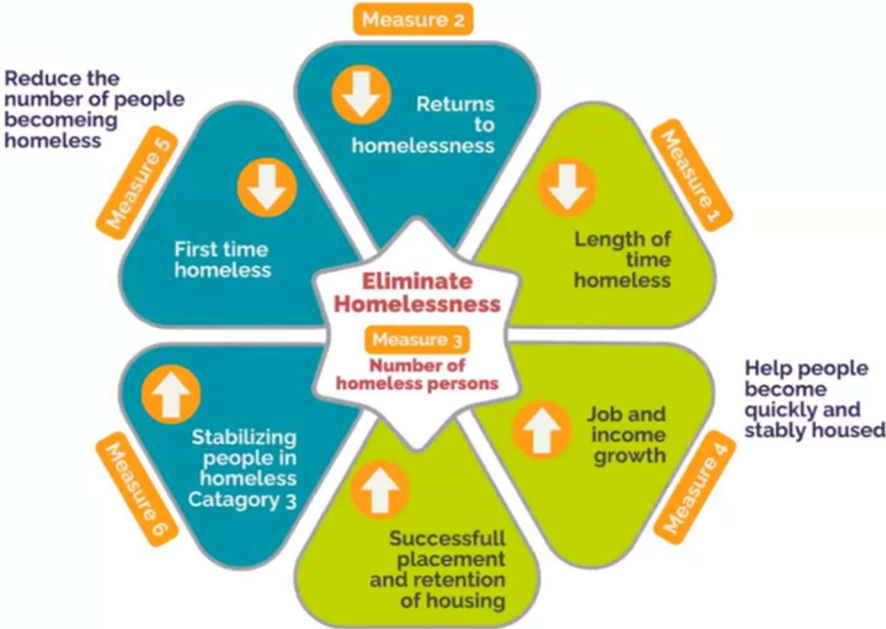 Measure 2
Reduce the
number of people
becomeing
homeless
Measure 5
Returns
to
homelessness
Measure 1
First time
homeless
Length of
time
homeless
Eliminate
Homelessness
Measure 3
Number of
homeless persons
Help people
become
quickly and
stably housed
Job and
income
growth
Measure 4
Stabilizing
people in
homeless
Catagory 3
Measure 6
Successfull
placement
and retention
of housing